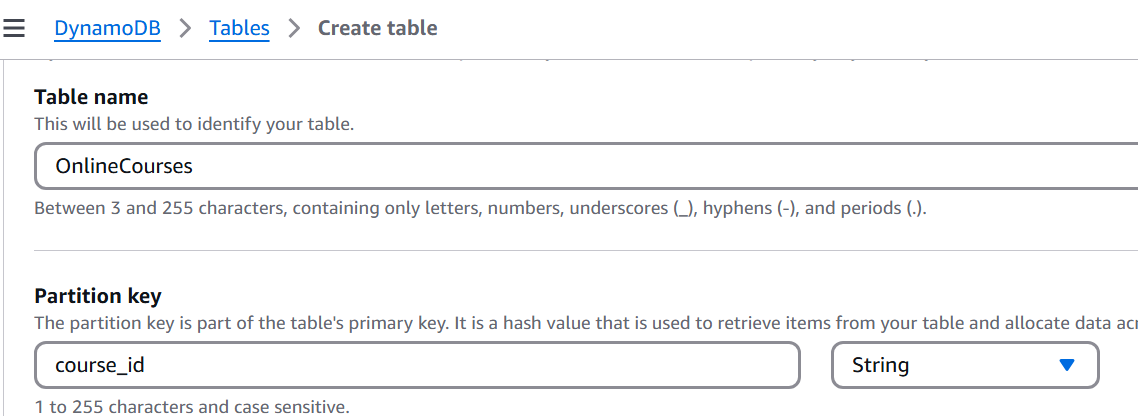 DynamoDB > Tables > Create table
Table name
This will be used to identify your table.
OnlineCourses
Between 3 and 255 characters, containing only letters, numbers, underscores (_), hyphens (-), and periods (.).
Partition key
The partition key is part of the table's primary key. It is a hash value that is used to retrieve items from your table and allocate data
course_id String
1 to 255 characters and case sensitive.